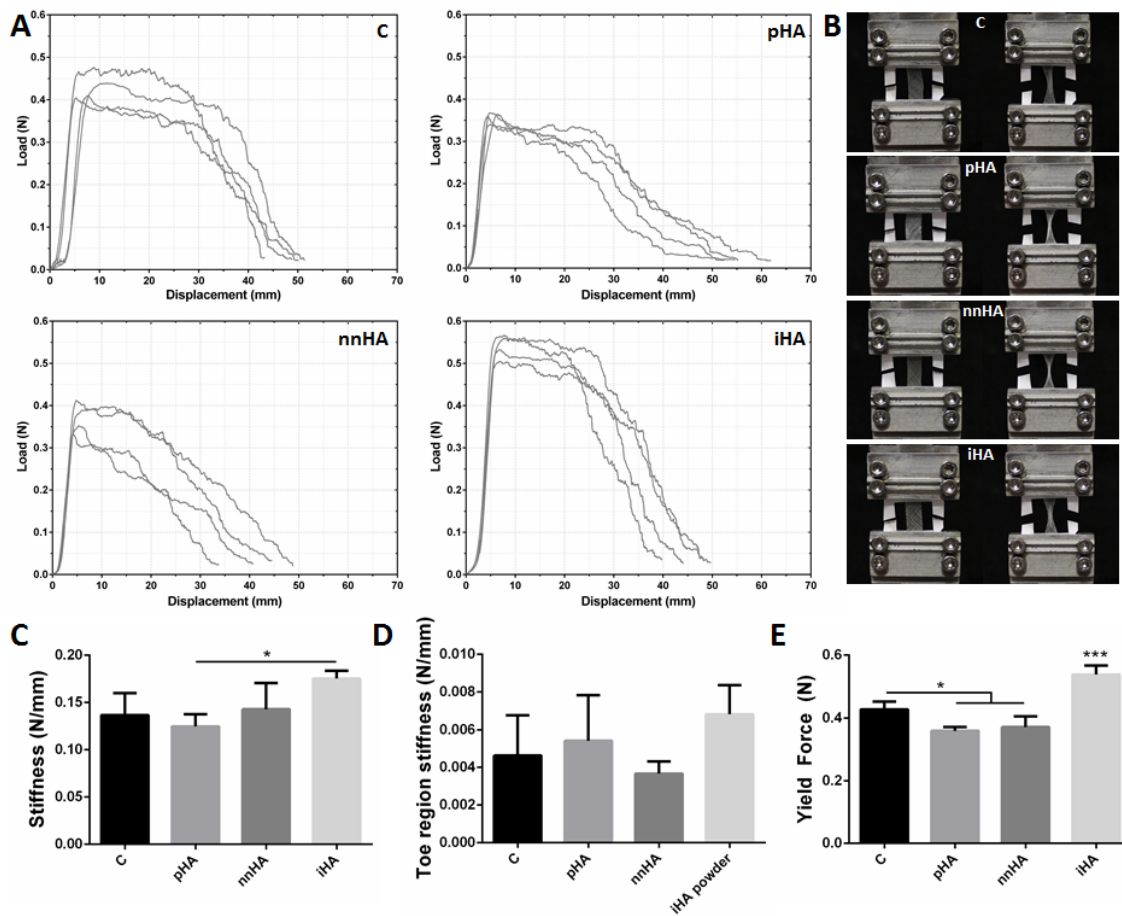 A
C
Load (N)
0.6
0.5
0.4
0.3
0.2
0.1
0.0
0 10 20 30 40 50 60 70
Displacement (mm)
pHA
Load (N)
0.6
0.5
0.4
0.3
0.2
0.1
0.0
0 10 20 30 40 50 60 70
Displacement (mm)
nnHA
Load (N)
0.6
0.5
0.4
0.3
0.2
0.1
0.0
0 10 20 30 40 50 60 70
Displacement (mm)
iHA
Load (N)
0.6
0.5
0.4
0.3
0.2
0.1
0.0
0 10 20 30 40 50 60 70
Displacement (mm)
B
C
pHA
nnHA
iHA
C
Stiffness (N/mm)
0.20
0.15
0.10
0.05
0.00
*
C pHA nnHA iHA
D
Toe region stiffness (N/mm)
0.010
0.008
0.006
0.004
0.002
0.000
C pHA nnHA iHA powder
E
Yield Force (N)
0.6
0.4
0.2
0.0
*
***
C pHA nnHA iHA